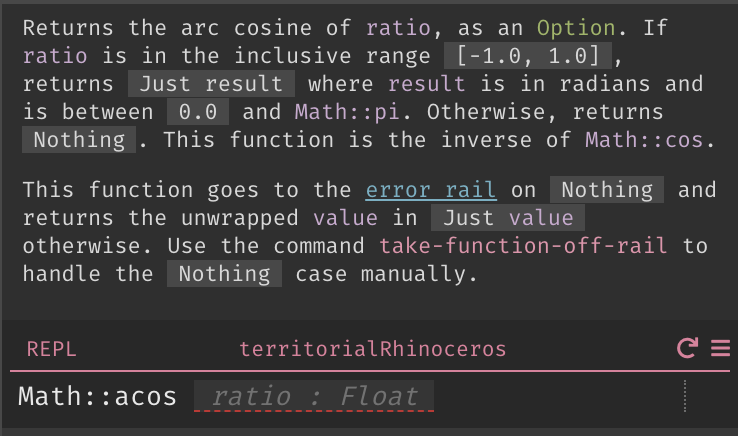 Returns the arc cosine of ratio, as an Option. If
ratio is in the inclusive range [-1.0, 1.0],
returns Just result where result is in radians and
is between 0.0 and Math::pi. Otherwise, returns
Nothing. This function is the inverse of Math::cos.
This function goes to the error rail on Nothing and
returns the unwrapped value in Just value
otherwise. Use the command take-function-off-rail to
handle the Nothing case manually.
REPL territorialRhinoceros
Math::acos ratio : Float